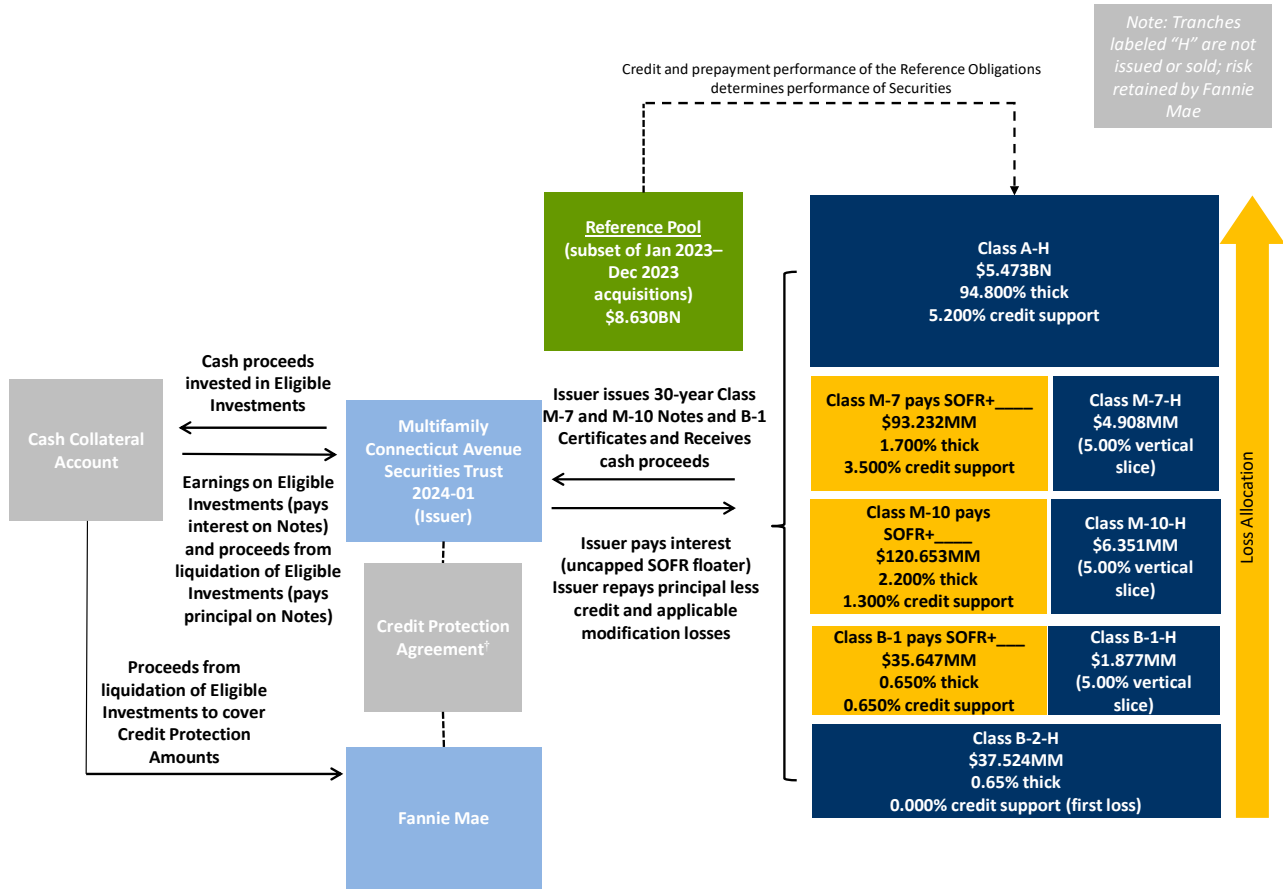 Note: Tranches
labeled "H" are not
issued or sold; risk
retained by Fannie
Mae
Credit and prepayment performance of the Reference Obligations
determines performance of Securities
Reference Pool
(subset of Jan 2023–
Dec 2023
acquisitions)
$8.630BN
Class A-H
$5.473BN
94.800% thick
5.200% credit support
Cash proceeds
invested in Eligible
Investments
Cash Collateral
Account
Earnings on Eligible
Investments (pays
interest on Notes)
and proceeds from
liquidation of Eligible
Investments (pays
principal on Notes)
Multifamily
Connecticut Avenue
Securities Trust
2024-01
(Issuer)
Issuer issues 30-year Class
M-7 and M-10 Notes and B-1
Certificates and Receives
cash proceeds
Issuer pays interest
(uncapped SOFR floater)
Issuer repays principal less
credit and applicable
modification losses
Class M-7 pays SOFR+____
$93.232MM
1.700% thick
3.500% credit support
Class M-7-H
$4.908MM
(5.00% vertical
slice)
Class M-10 pays
SOFR+____
$120.653MM
2.200% thick
1.300% credit support
Class M-10-H
$6.351MM
(5.00% vertical
slice)
Class B-1 pays SOFR+___
$35.647MM
0.650% thick
0.650% credit support
Class B-1-H
$1.877MM
(5.00% vertical
slice)
Class B-2-H
$37.524MM
0.65% thick
0.000% credit support (first loss)
Loss Allocation
Credit Protection
Agreement†
Proceeds from
liquidation of Eligible
Investments to cover
Credit Protection
Amounts
Fannie Mae